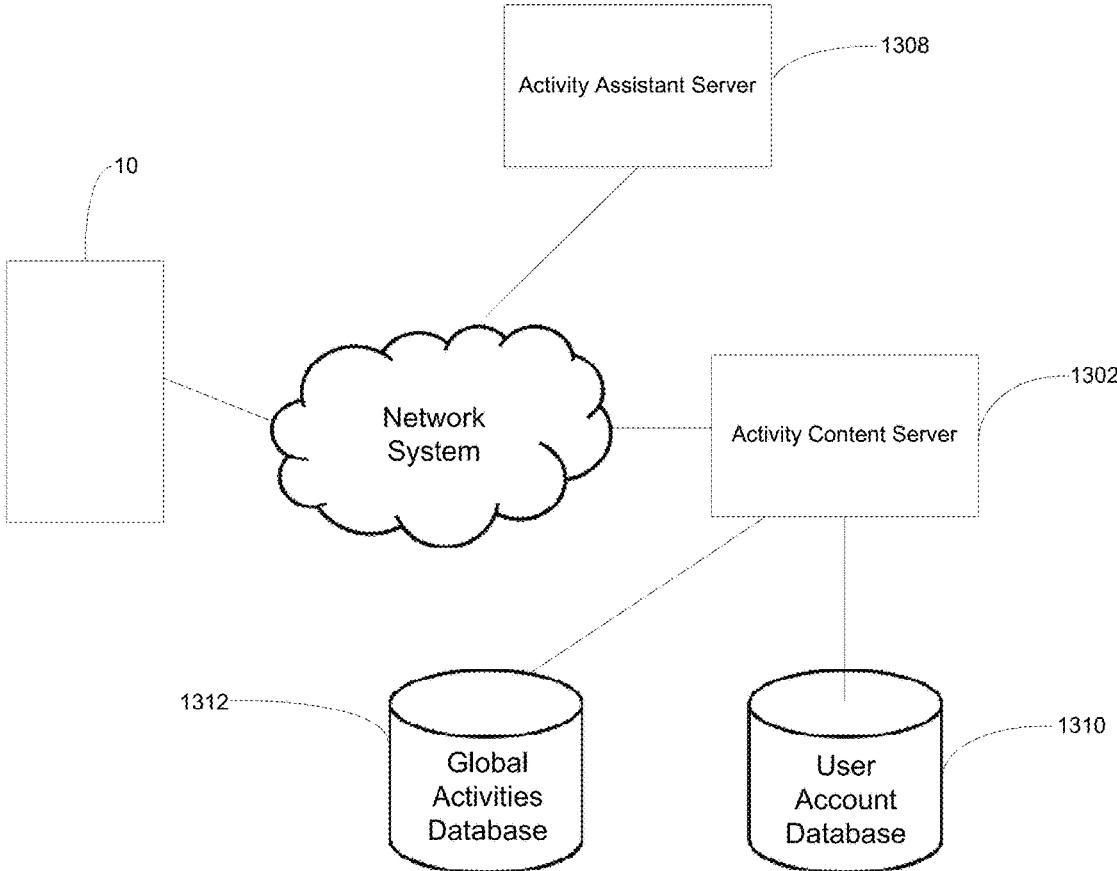 1308
Activity Assistant Server
10
1302
Network
System
Activity Content Server
1312
1310
Global
Activities
Database
User
Account
Database